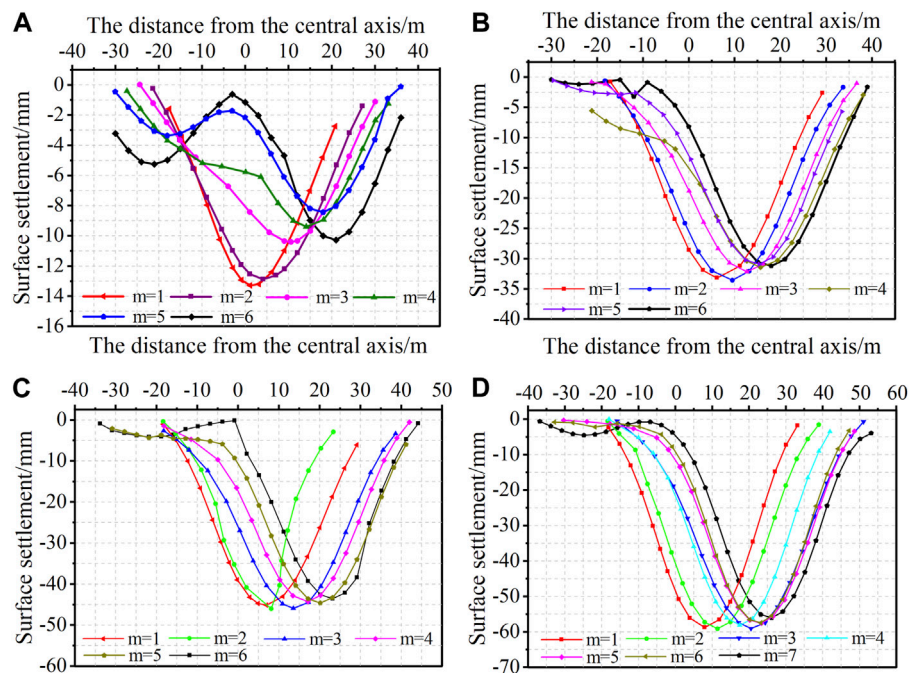 A
The distance from the central axis/m
-40 -30 -20 -10 0 10 20 30 40
Surface settlement/mm
0
-2
-4
-6
-8
-10
-12
-14
-16
m=1 m=2 m=3 m=4
m=5 m=6
B
The distance from the central axis/m
-30 -20 -10 0 10 20 30 40
Surface settlement/mm
0
-5
-10
-15
-20
-25
-30
-35
-40
m=1 m=2 m=3 m=4
m=5 m=6
C
The distance from the central axis/m
-40 -30 -20 -10 0 10 20 30 40 50
Surface settlement/mm
0
-10
-20
-30
-40
-50
-60
m=1 m=2 m=3 m=4
m=5 m=6
D
The distance from the central axis/m
-40 -30 -20 -10 0 10 20 30 40 50 60
Surface settlement/mm
0
-10
-20
-30
-40
-50
-60
-70
m=1 m=2 m=3 m=4
m=5 m=6 m=7